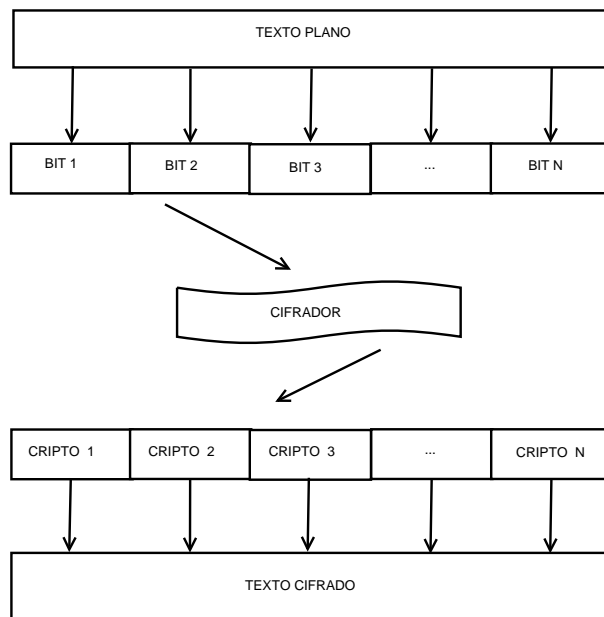 TEXTO PLANO
BIT 1 BIT 2 BIT 3 ... BIT N
CIFRADOR
CRIPTO 1 CRIPTO 2 CRIPTO 3 ... CRIPTO N
TEXTO CIFRADO